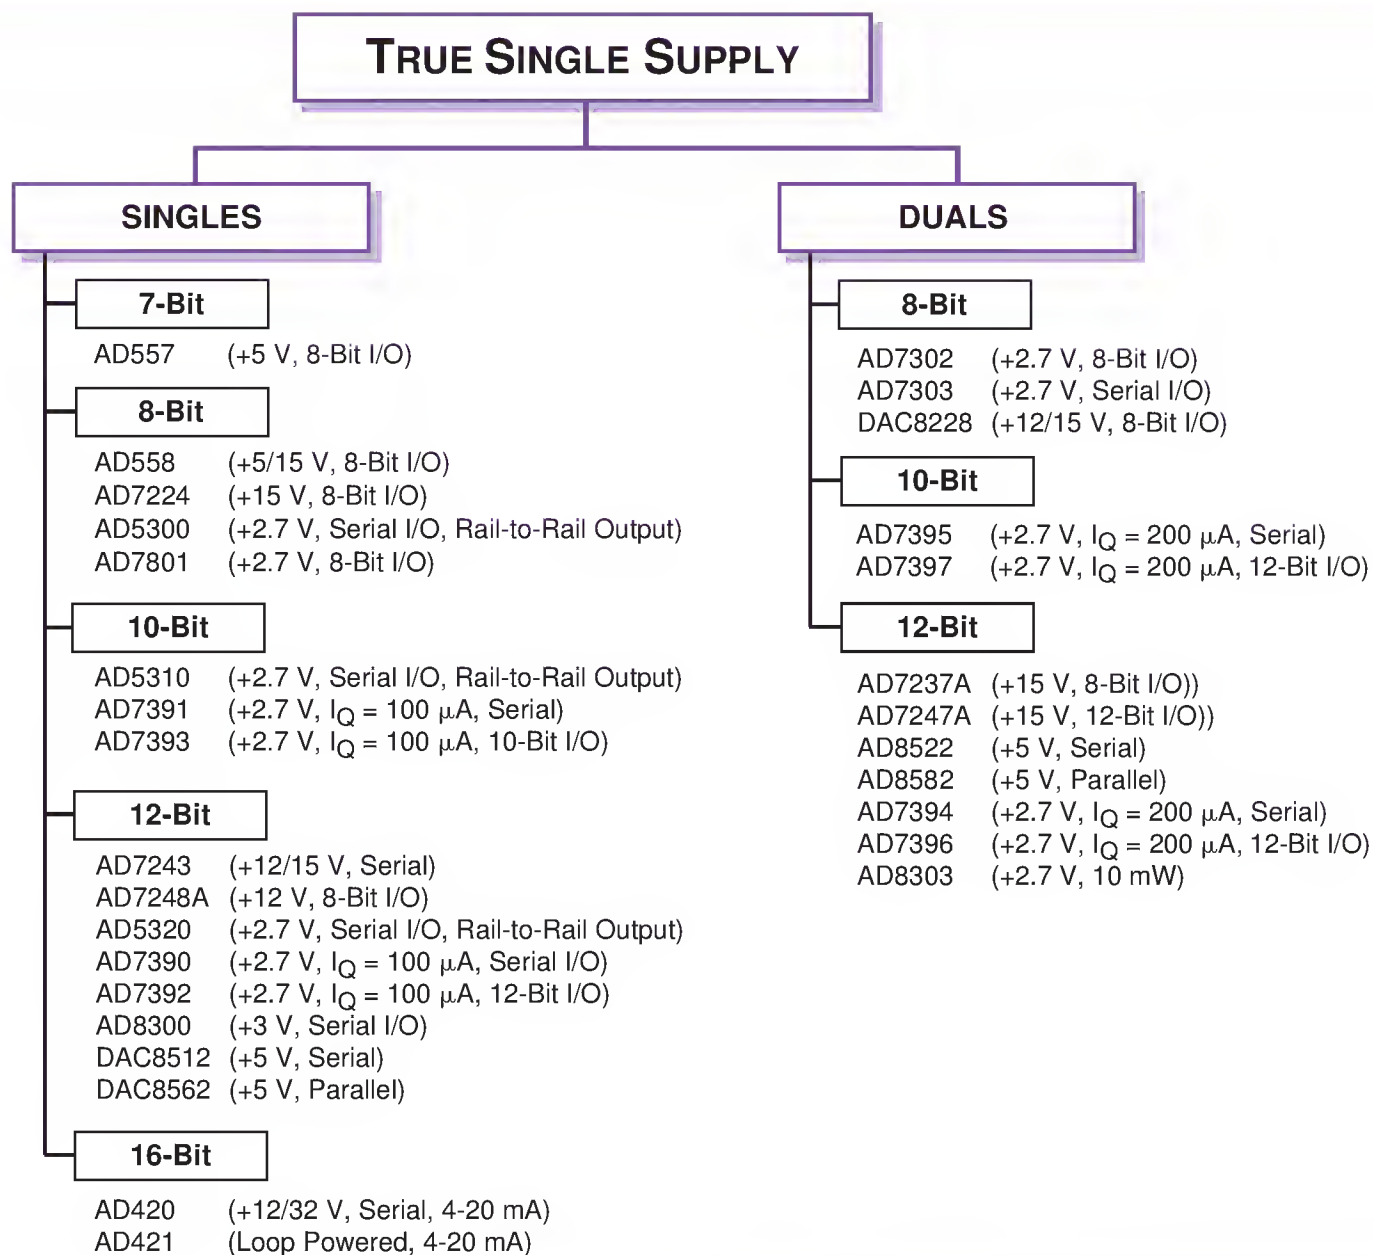 TRUE SINGLE SUPPLY
SINGLES
7-Bit
AD557 (+5 V, 8-Bit I/O)
8-Bit
AD558 (+5/15 V, 8-Bit I/O)
AD7224 (+15 V, 8-Bit I/O)
AD5300 (+2.7 V, Serial I/O, Rail-to-Rail Output)
AD7801 (+2.7 V, 8-Bit I/O)
10-Bit
AD5310 (+2.7 V, Serial I/O, Rail-to-Rail Output)
AD7391 (+2.7 V, IQ = 100 μA, Serial)
AD7393 (+2.7 V, IQ = 100 μA, 10-Bit I/O)
12-Bit
AD7243 (+12/15 V, Serial)
AD7248A (+12 V, 8-Bit I/O)
AD5320 (+2.7 V, Serial I/O, Rail-to-Rail Output)
AD7390 (+2.7 V, IQ = 100 μA, Serial I/O)
AD7392 (+2.7 V, IQ = 100 μA, 12-Bit I/O)
AD8300 (+3 V, Serial I/O)
DAC8512 (+5 V, Serial)
DAC8562 (+5 V, Parallel)
16-Bit
AD420 (+12/32 V, Serial, 4-20 mA)
AD421 (Loop Powered, 4-20 mA)
DUALS
8-Bit
AD7302 (+2.7 V, 8-Bit I/O)
AD7303 (+2.7 V, Serial I/O)
DAC8228 (+12/15 V, 8-Bit I/O)
10-Bit
AD7395 (+2.7 V, IQ = 200 μA, Serial)
AD7397 (+2.7 V, IQ = 200 μA, 12-Bit I/O)
12-Bit
AD7237A (+15 V, 8-Bit I/O))
AD7247A (+15 V, 12-Bit I/O))
AD8522 (+5 V, Serial)
AD8582 (+5 V, Parallel)
AD7394 (+2.7 V, IQ = 200 μA, Serial)
AD7396 (+2.7 V, IQ = 200 μA, 12-Bit I/O)
AD8303 (+2.7 V, 10 mW)